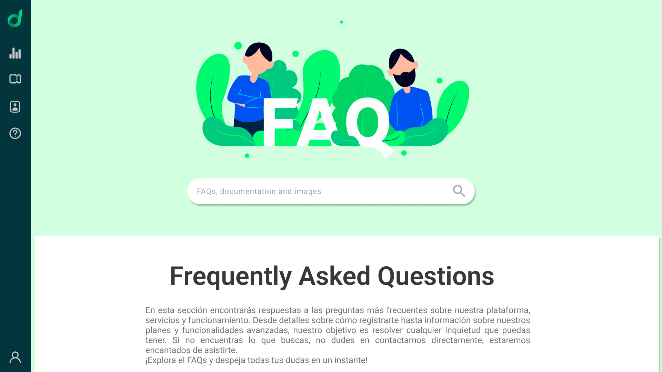 FAQ
FAQs, documentation and images
Frequently Asked Questions
En esta sección encontrarás respuestas a las preguntas más frecuentes sobre nuestra plataforma,
servicios y funcionamiento. Desde detalles sobre cómo registrarte hasta información sobre nuestros
planes y funcionalidades avanzadas, nuestro objetivo es resolver cualquier inquietud que puedas
tener. Si no encuentras lo que buscas, no dudes en contactarnos directamente; estaremos
encantados de asistirte.
¡Explora el FAQs y despeja todas tus dudas en un instante!